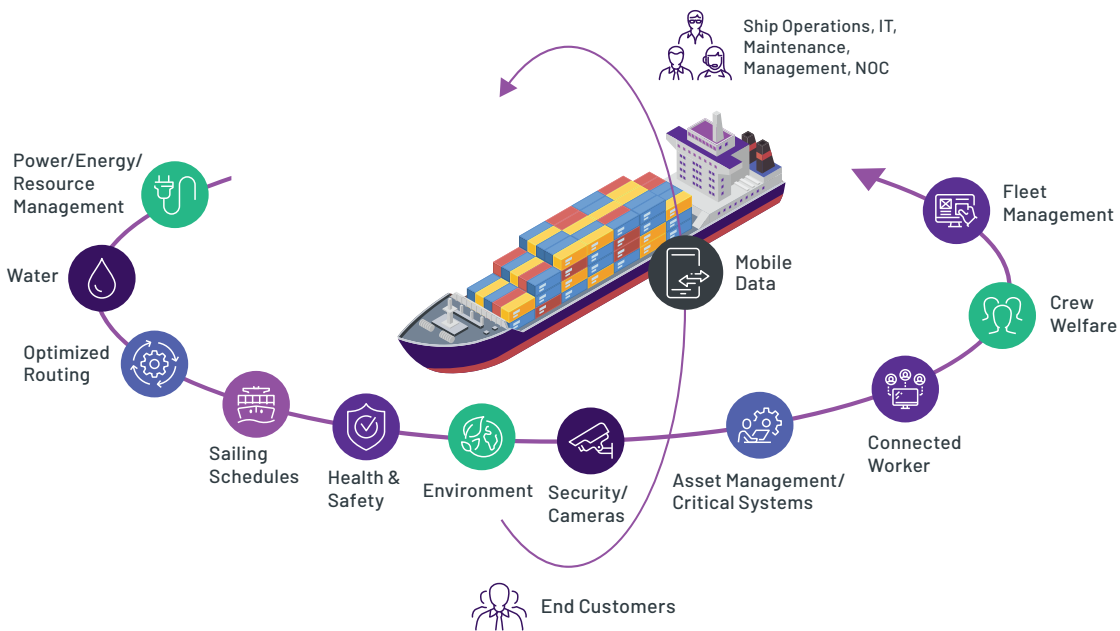 Ship Operations, IT,
Maintenance,
Management, NOC
Power/Energy/
Resource
Management
Water
Optimized
Routing
Sailing
Schedules
Health &
Safety
Environment
Security/
Cameras
Mobile
Data
Asset Management/
Critical Systems
Connected
Worker
Crew
Welfare
Fleet
Management
End Customers